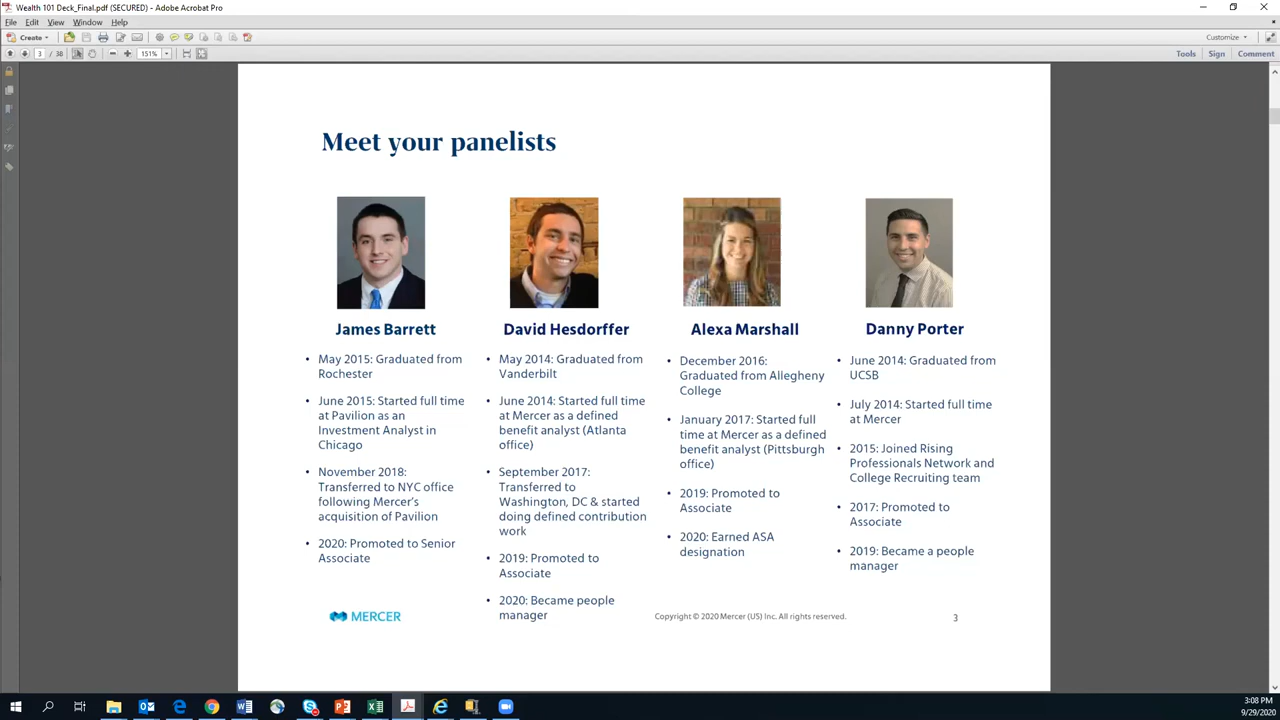 Wealth 101 Deck_Final.pdf (SECURED) - Adobe Acrobat Pro
File Edit View Window Help
Create
Customize
3 / 38
151%
Tools Sign Comment
Meet your panelists
James Barrett
• May 2015: Graduated from
Rochester
• June 2015: Started full time
at Pavilion as an
Investment Analyst in
Chicago
• November 2018:
Transferred to NYC office
following Mercer's
acquisition of Pavilion
• 2020: Promoted to Senior
Associate
David Hesdorffer
• May 2014: Graduated from
Vanderbilt
• June 2014: Started full time
at Mercer as a defined
benefit analyst (Atlanta
office)
• September 2017:
Transferred to
Washington, DC & started
doing defined contribution
work
• 2019: Promoted to
Associate
• 2020: Became people
manager
Alexa Marshall
• December 2016:
Graduated from Allegheny
College
• January 2017: Started full
time at Mercer as a defined
benefit analyst (Pittsburgh
office)
• 2019: Promoted to
Associate
• 2020: Earned ASA
designation
Danny Porter
• June 2014: Graduated from
UCSB
• July 2014: Started full time
at Mercer
• 2015: Joined Rising
Professionals Network and
College Recruiting team
• 2017: Promoted to
Associate
• 2019: Became a people
manager
MERCER
Copyright © 2020 Mercer (US) Inc. All rights reserved.
3
3:08 PM
9/29/2020